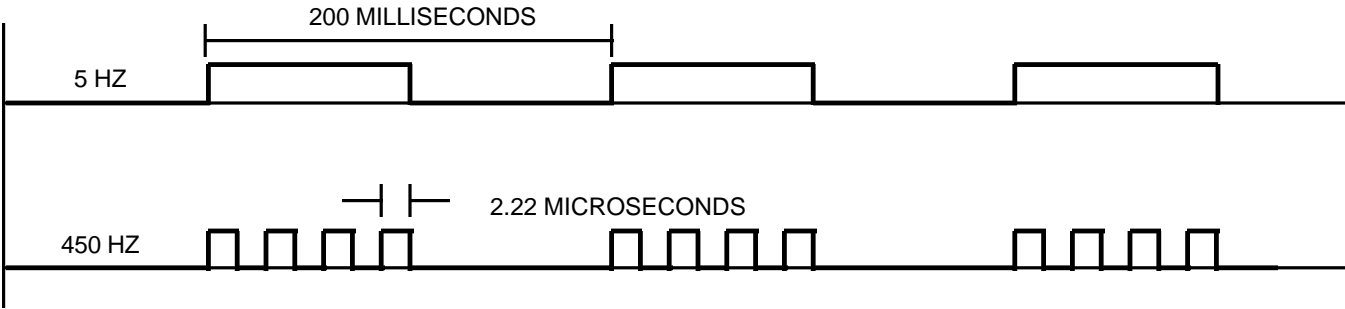 200 MILLISECONDS
5 HZ
2.22 MICROSECONDS
450 HZ